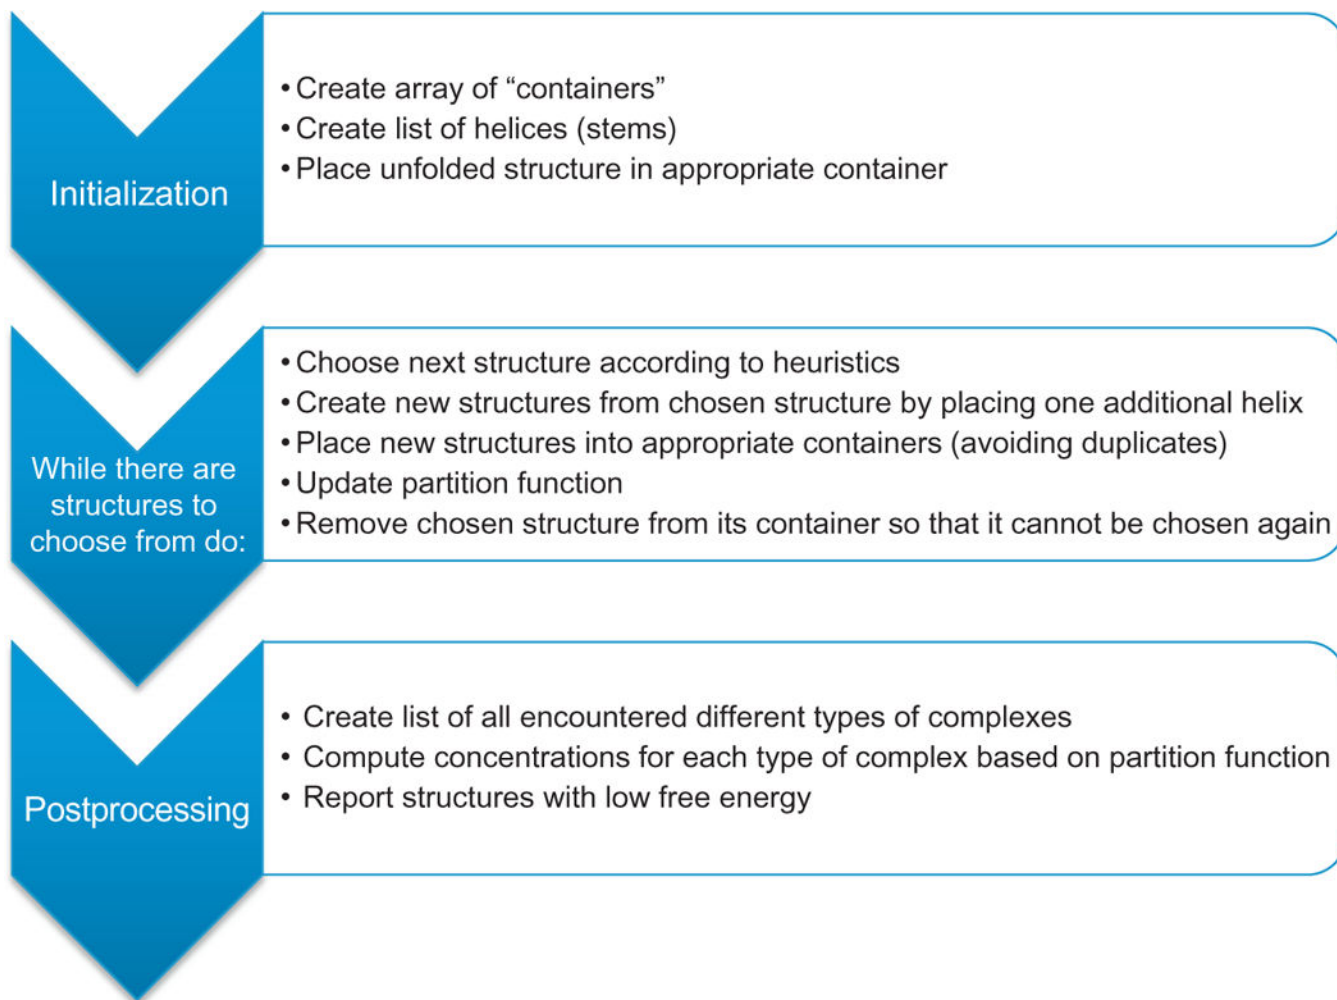 Initialization
• Create array of “containers”
• Create list of helices (stems)
• Place unfolded structure in appropriate container
While there are
structures to
choose from do:
• Choose next structure according to heuristics
• Create new structures from chosen structure by placing one additional helix
• Place new structures into appropriate containers (avoiding duplicates)
• Update partition function
• Remove chosen structure from its container so that it cannot be chosen again
Postprocessing
• Create list of all encountered different types of complexes
• Compute concentrations for each type of complex based on partition function
• Report structures with low free energy